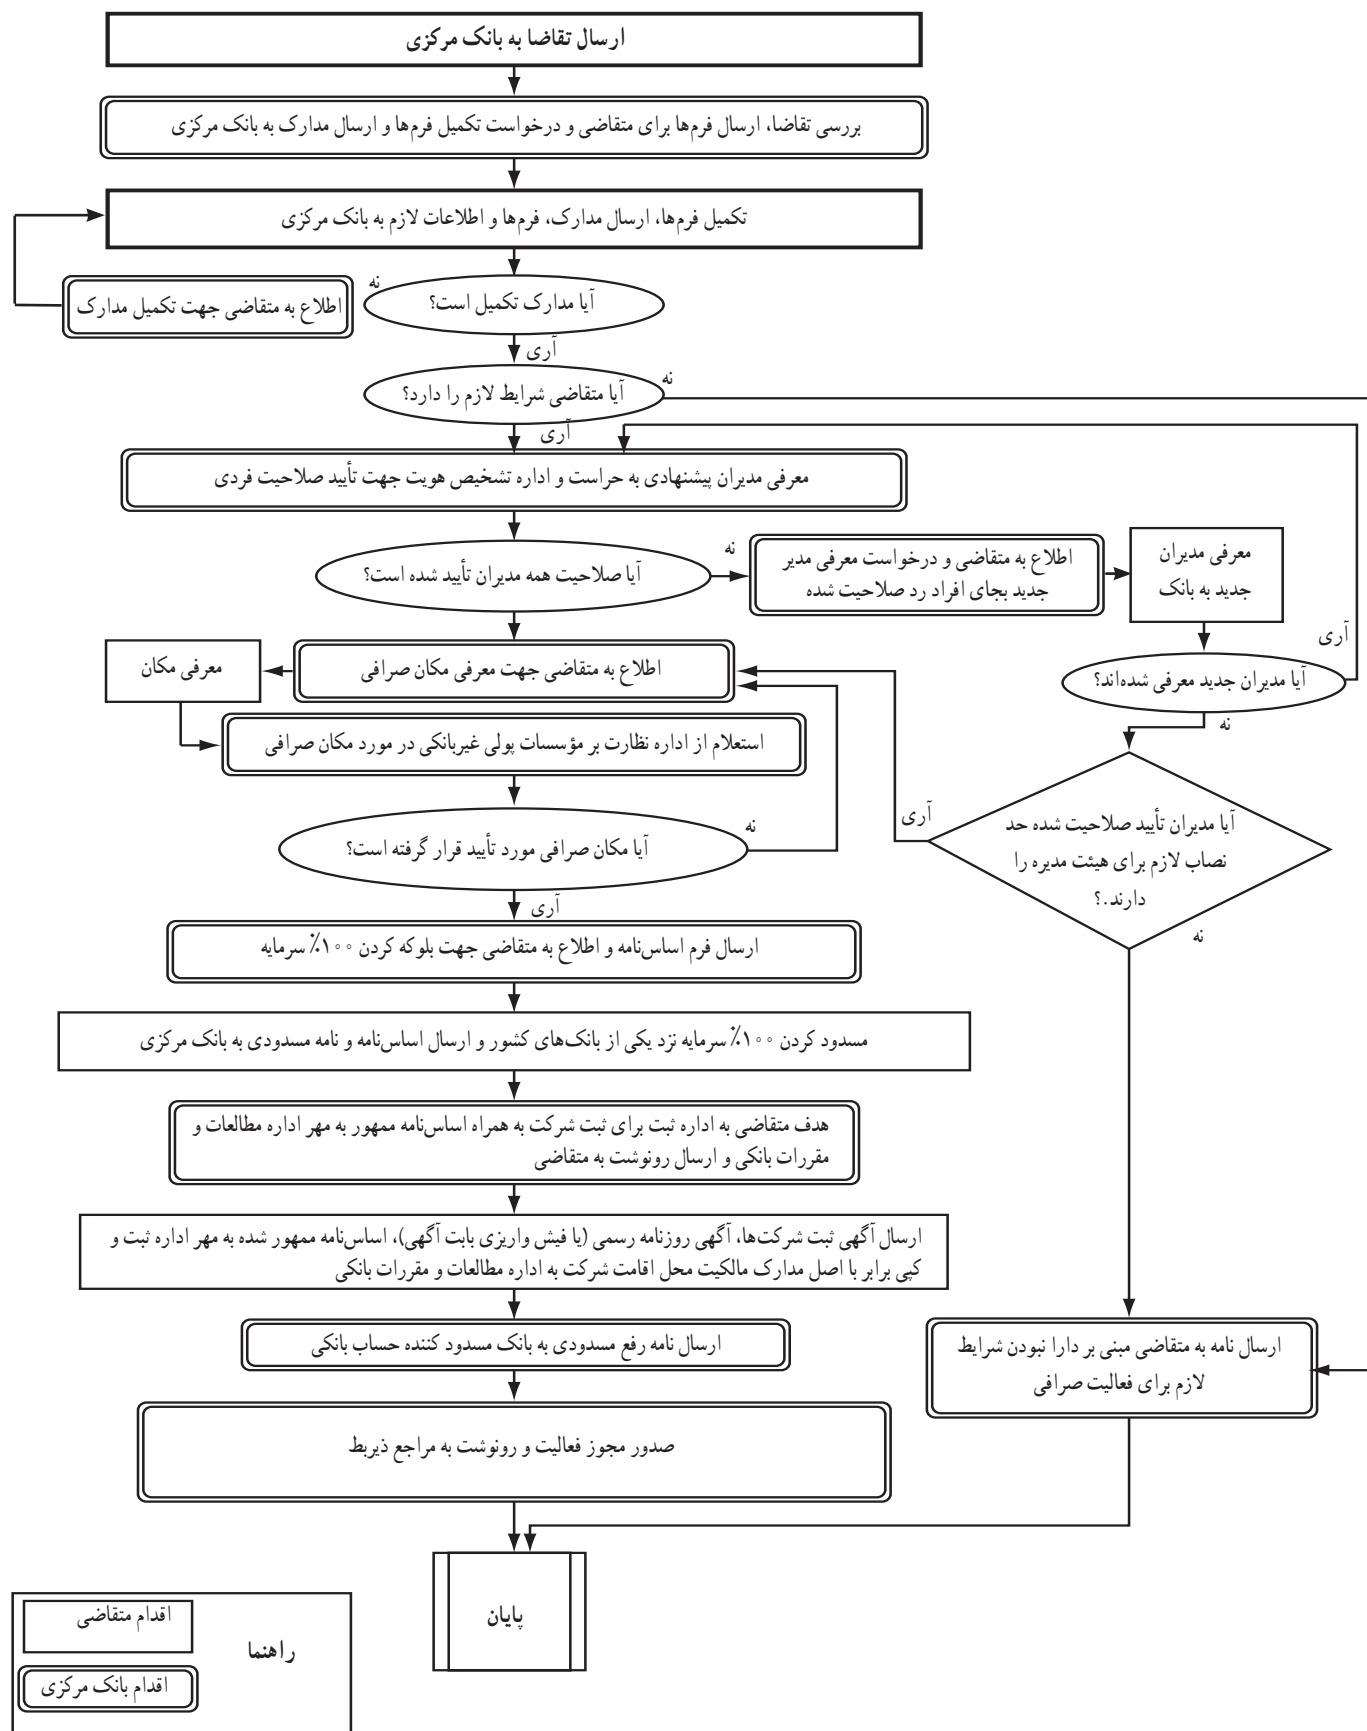 ارسال تقاضا به بانک مرکزی
بررسی تقاضا، ارسال فرم‌ها برای متقاضی و درخواست تکمیل فرم‌ها و ارسال مدارک به بانک مرکزی
تکمیل فرم‌ها، ارسال مدارک، فرم‌ها و اطلاعات لازم به بانک مرکزی
آیا مدارک تکمیل است؟
نه
اطلاع به متقاضی جهت تکمیل مدارک
آری
آیا متقاضی شرایط لازم را دارد؟
نه
آری
معرفی مدیران پیشنهادی به حراست و اداره تشخیص هویت جهت تأیید صلاحیت فردی
آیا صلاحیت همه مدیران تأیید شده است؟
نه
اطلاع به متقاضی و درخواست معرفی مدیر
جدید بجای افراد رد صلاحیت شده
معرفی مدیران
جدید به بانک
آری
آیا مدیران جدید معرفی شده‌اند؟
نه
اطلاع به متقاضی جهت معرفی مکان صرافی
معرفی مکان
استعلام از اداره نظارت بر مؤسسات پولی غیربانکی در مورد مکان صرافی
آری
آیا مدیران تأیید صلاحیت شده حد
نصاب لازم برای هیئت مدیره را
دارند.؟
نه
آیا مکان صرافی مورد تأیید قرار گرفته است؟
نه
آری
ارسال فرم اساس‌نامه و اطلاع به متقاضی جهت بلوکه کردن ۱۰۰٪ سرمایه
مسدود کردن ۱۰۰٪ سرمایه نزد یکی از بانک‌های کشور و ارسال اساس‌نامه و نامه مسدودی به بانک مرکزی
هدف متقاضی به اداره ثبت برای ثبت شرکت به همراه اساس‌نامه ممهور به مهر اداره مطالعات و
مقررات بانکی و ارسال رونوشت به متقاضی
ارسال آگهی ثبت شرکت‌ها، آگهی روزنامه رسمی (یا فیش واریزی بابت آگهی)، اساس‌نامه ممهور شده به مهر اداره ثبت و
کپی برابر با اصل مدارک مالکیت محل اقامت شرکت به اداره مطالعات و مقررات بانکی
ارسال نامه رفع مسدودی به بانک مسدود کننده حساب بانکی
ارسال نامه به متقاضی مبنی بر دارا نبودن شرایط
لازم برای فعالیت صرافی
صدور مجوز فعالیت و رونوشت به مراجع ذیربط
پایان
راهنما
اقدام متقاضی
اقدام بانک مرکزی